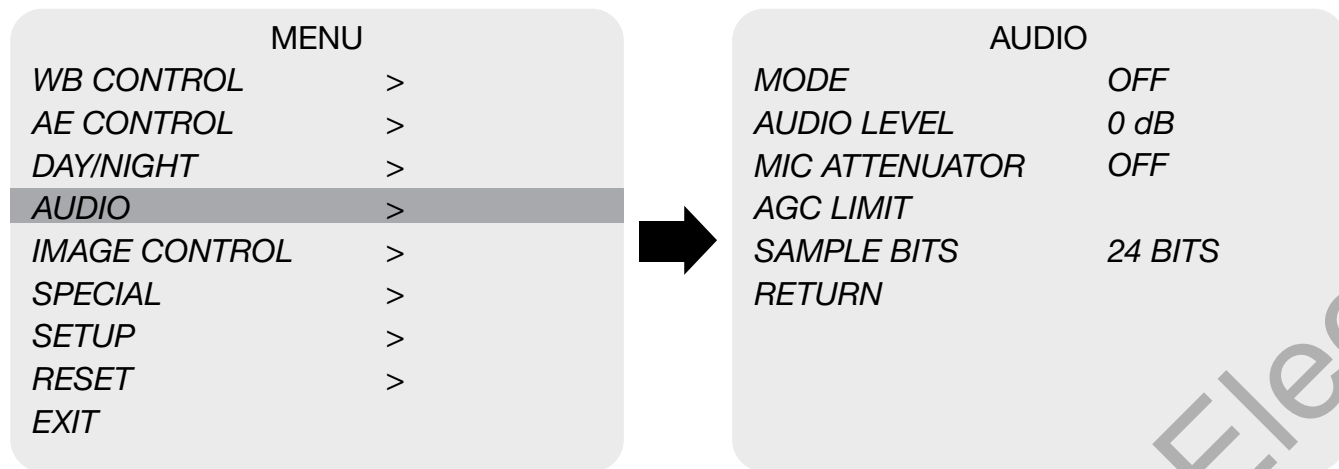 MENU
WB CONTROL >
AE CONTROL >
DAY/NIGHT >
AUDIO >
IMAGE CONTROL >
SPECIAL >
SETUP >
RESET >
EXIT
AUDIO
MODE OFF
AUDIO LEVEL 0 dB
MIC ATTENUATOR OFF
AGC LIMIT
SAMPLE BITS 24 BITS
RETURN